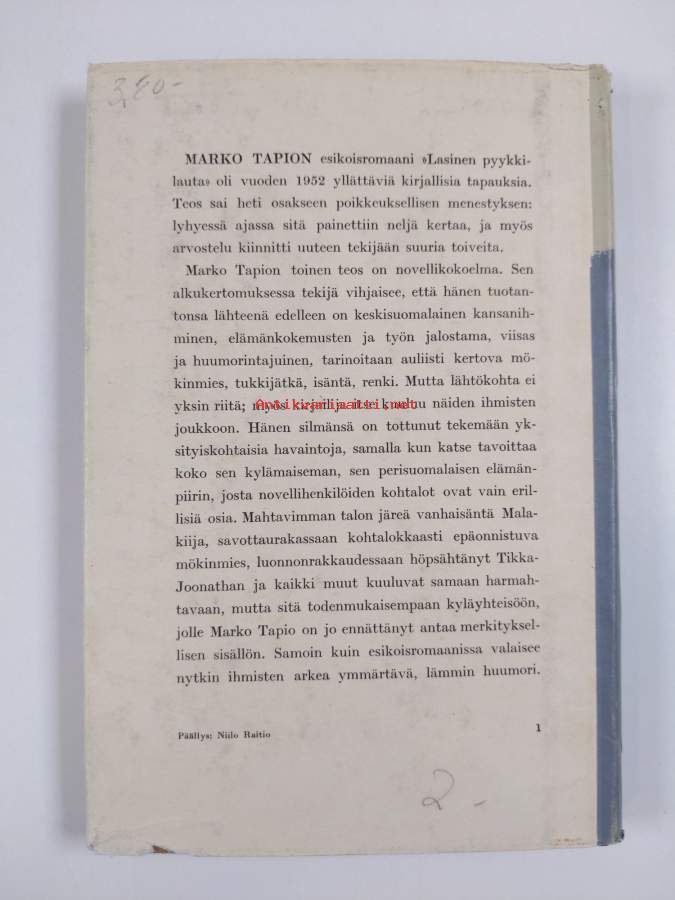 3,80-
MARKO TAPION esikoisromaani »Lasinen pyykki-
lauta» oli vuoden 1952 yllättäviä kirjallisia tapauksia.
Teos sai heti osakseen poikkeuksellisen menestyksen:
lyhyessä ajassa sitä painettiin neljä kertaa, ja myös
arvostelu kiinnitti uuteen tekijään suuria toiveita.
Marko Tapion toinen teos on novellikokoelma. Sen
alkukertomuksessa tekijä vihjaisee, että hänen tuotan-
tonsa lähteenä edelleen on keskisuomalainen kansanih-
minen, elämänkokemusten ja työn jalostama, viisas
ja huumorintajuinen, tarinoitaan auliisti kertova mö-
kinmies, tukkijätkä, isäntä, renki. Mutta lähtökohta ei
yksin riitä; myös kirjailija itse kuuluu näiden ihmisten
Antikvariaatti.net
joukkoon. Hänen silmänsä on tottunut tekemään yk-
sityiskohtaisia havaintoja, samalla kun katse tavoittaa
koko sen kylämaiseman, sen perisuomalaisen elämän-
piirin, josta novellihenkilöiden kohtalot ovat vain eril-
lisiä osia. Mahtavimman talon järeä vanhaisäntä Mala-
kiija, savottaurakassaan kohtalokkaasti epäonnistuva
mökinmies, luonnonrakkaudessaan höpsähtänyt Tikka-
Joonathan ja kaikki muut kuuluvat samaan harmah-
tavaan, mutta sitä todenmukaisempaan kyläyhteisöön,
jolle Marko Tapio on jo ennättänyt antaa merkityksel-
lisen sisällön. Samoin kuin esikoisromaanissa valaisee
nytkin ihmisten arkea ymmärtävä, lämmin huumori.
Päällys: Niilo Raitio
1
2-